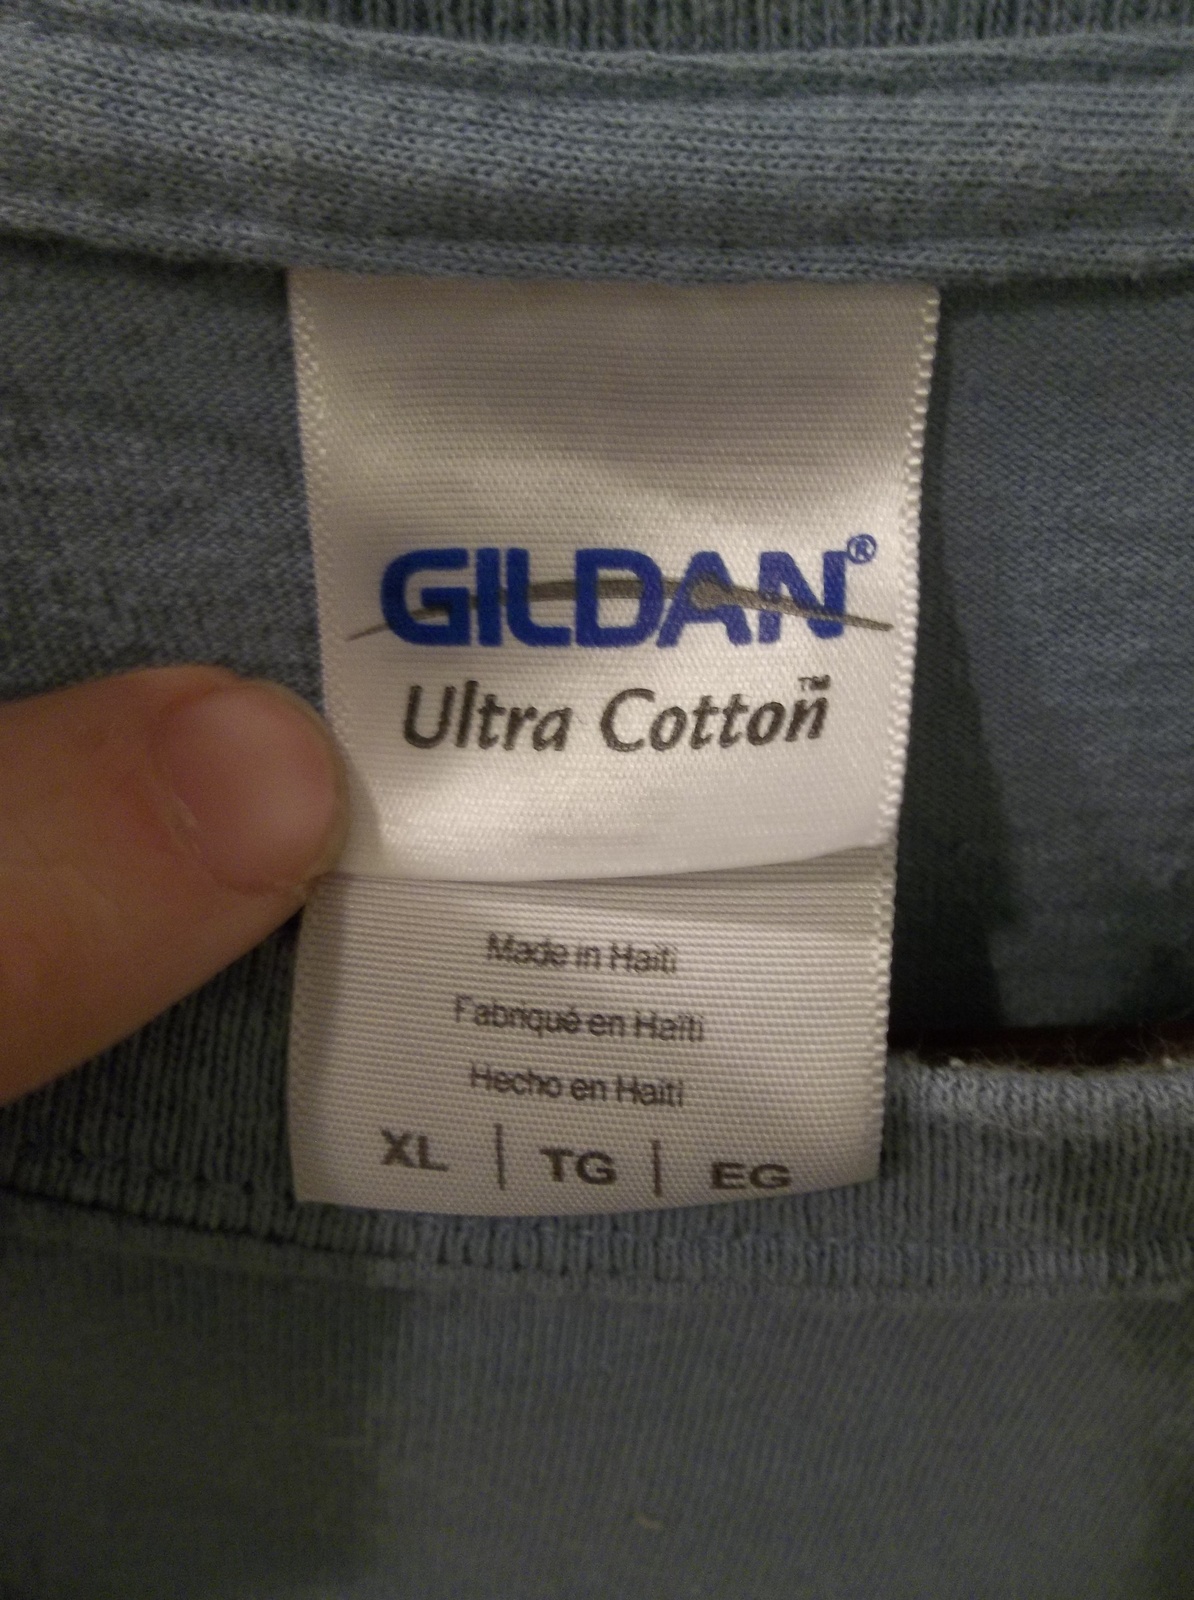 GILDAN®
Ultra Cotton™
Made in Haiti
Fabriqué en Haïti
Hecho en Haití
XL | TG | EG